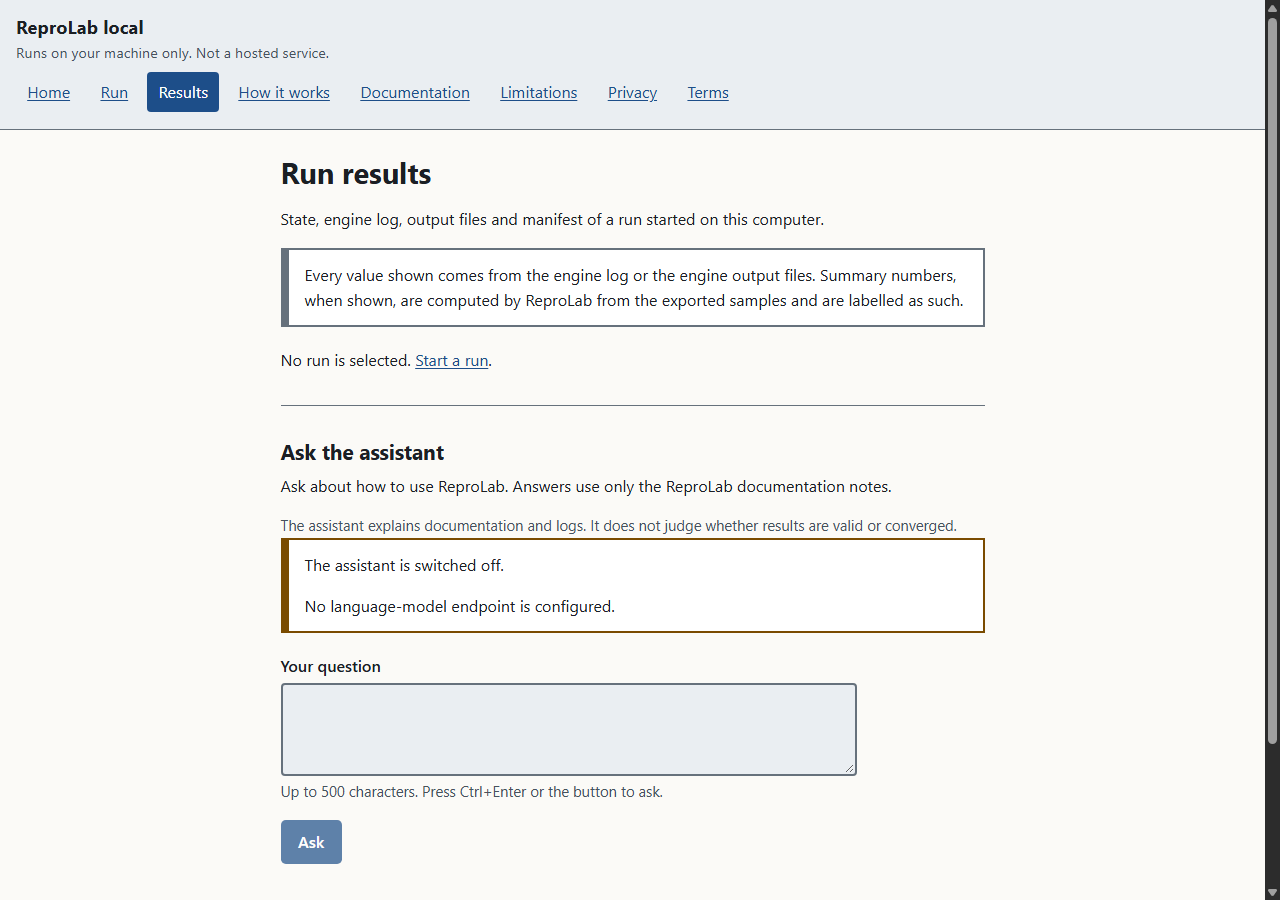 ReproLab local
Runs on your machine only. Not a hosted service.
Home Run Results How it works Documentation Limitations Privacy Terms
Run results
State, engine log, output files and manifest of a run started on this computer.
Every value shown comes from the engine log or the engine output files. Summary numbers,
when shown, are computed by ReproLab from the exported samples and are labelled as such.
No run is selected. Start a run.
Ask the assistant
Ask about how to use ReproLab. Answers use only the ReproLab documentation notes.
The assistant explains documentation and logs. It does not judge whether results are valid or converged.
The assistant is switched off.
No language-model endpoint is configured.
Your question
Up to 500 characters. Press Ctrl+Enter or the button to ask.
Ask